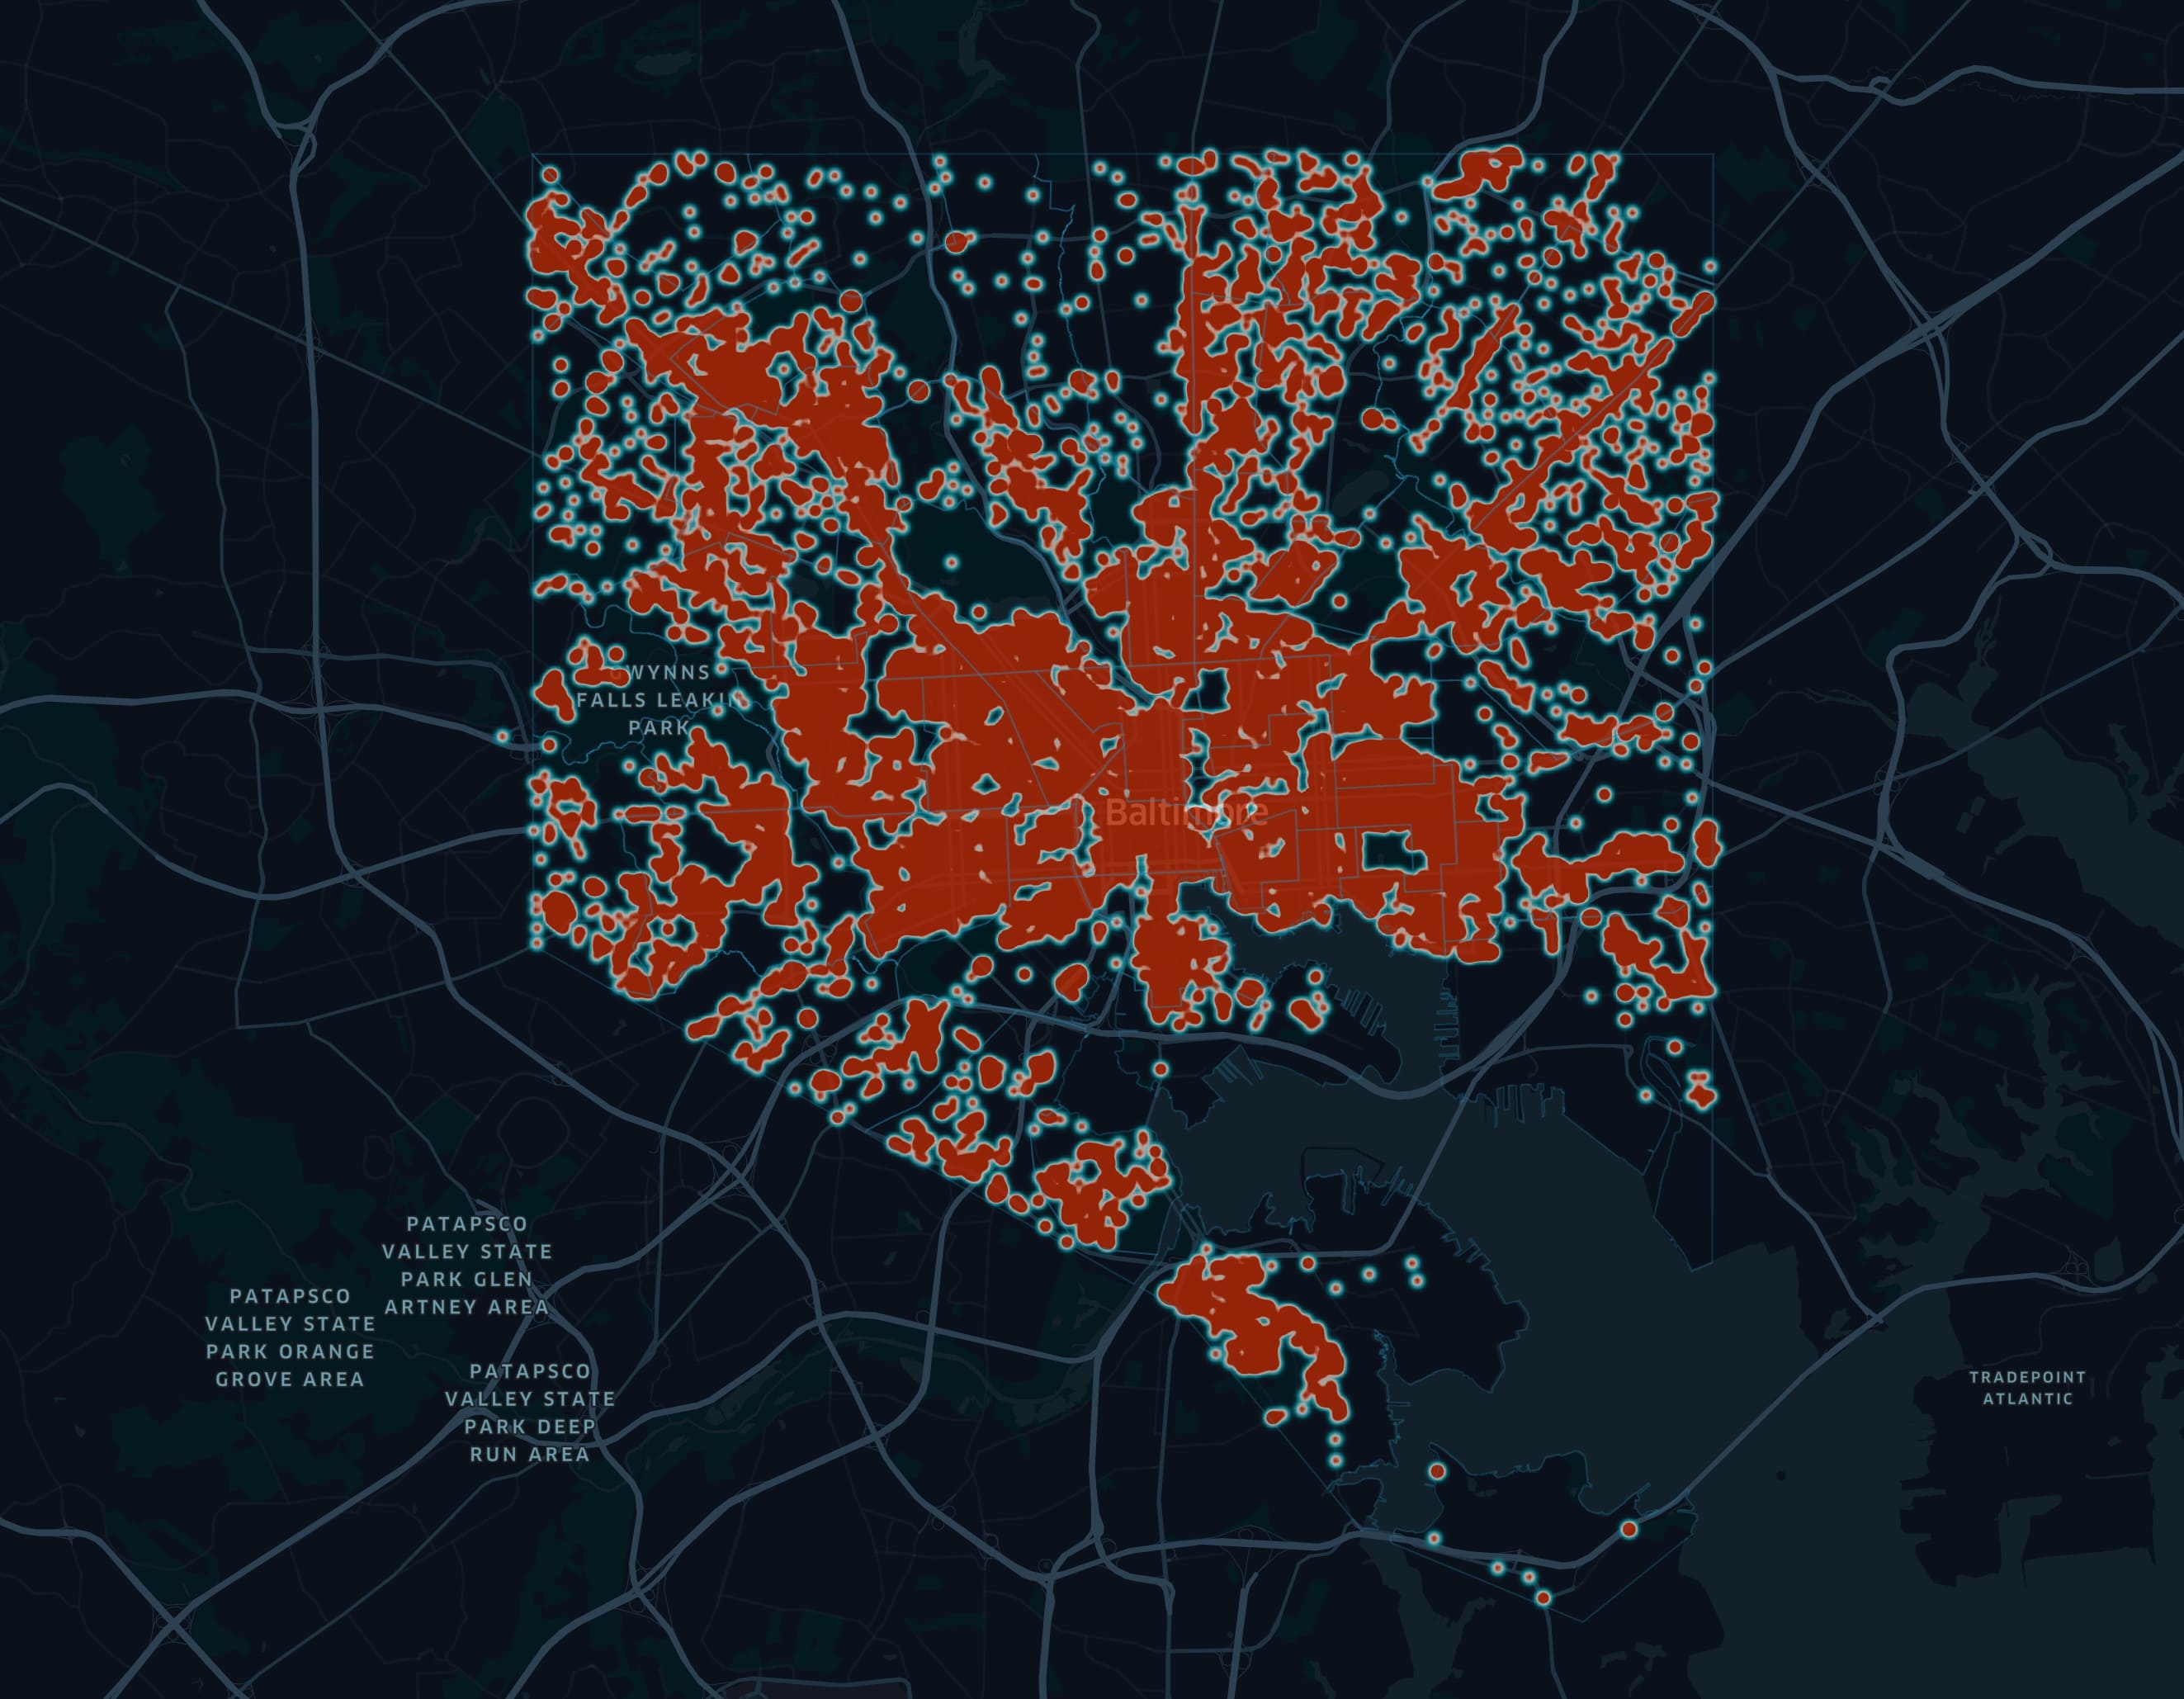 GWYNNS
FALLS LEAKIN
PARK
Baltimore
PATAPSCO
VALLEY STATE
PARK GLEN
ARTNEY AREA
PATAPSCO
VALLEY STATE
PARK ORANGE
GROVE AREA
PATAPSCO
VALLEY STATE
PARK DEEP
RUN AREA
TRADEPOINT
ATLANTIC